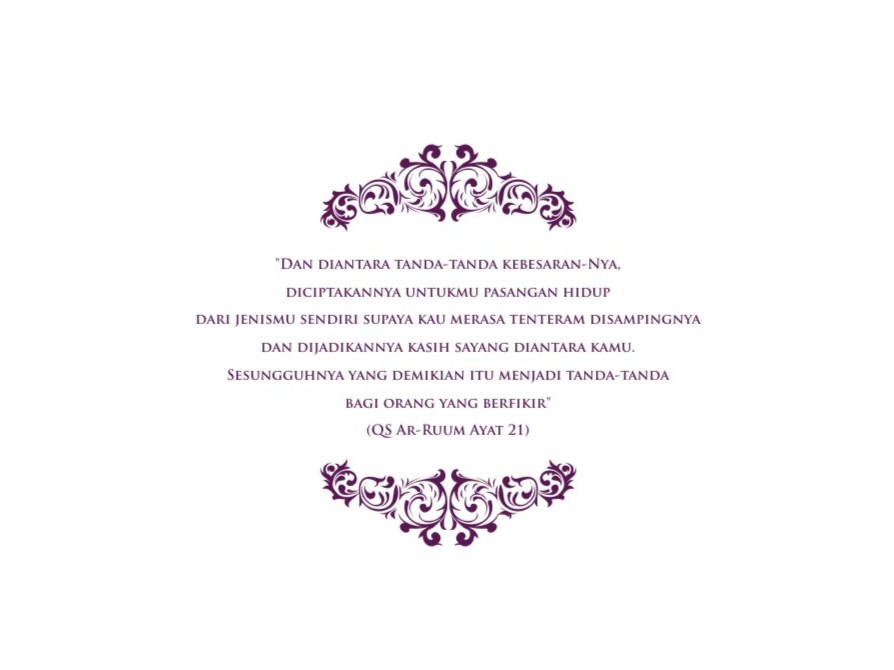 "Dan diantara tanda-tanda kebesaran-Nya,
diciptakannya untukmu pasangan hidup
dari jenismu sendiri supaya kau merasa tenteram disampingnya
dan dijadikannya kasih sayang diantara kamu.
Sesungguhnya yang demikian itu menjadi tanda-tanda
bagi orang yang berfikir"
(QS Ar-Ruum Ayat 21)